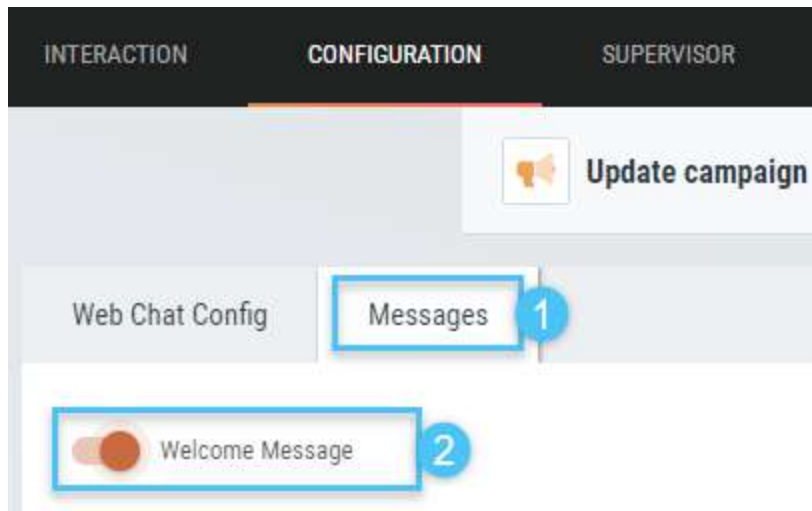 INTERACTION CONFIGURATION SUPERVISOR
Update campaign
Web Chat Config Messages 1
Welcome Message 2